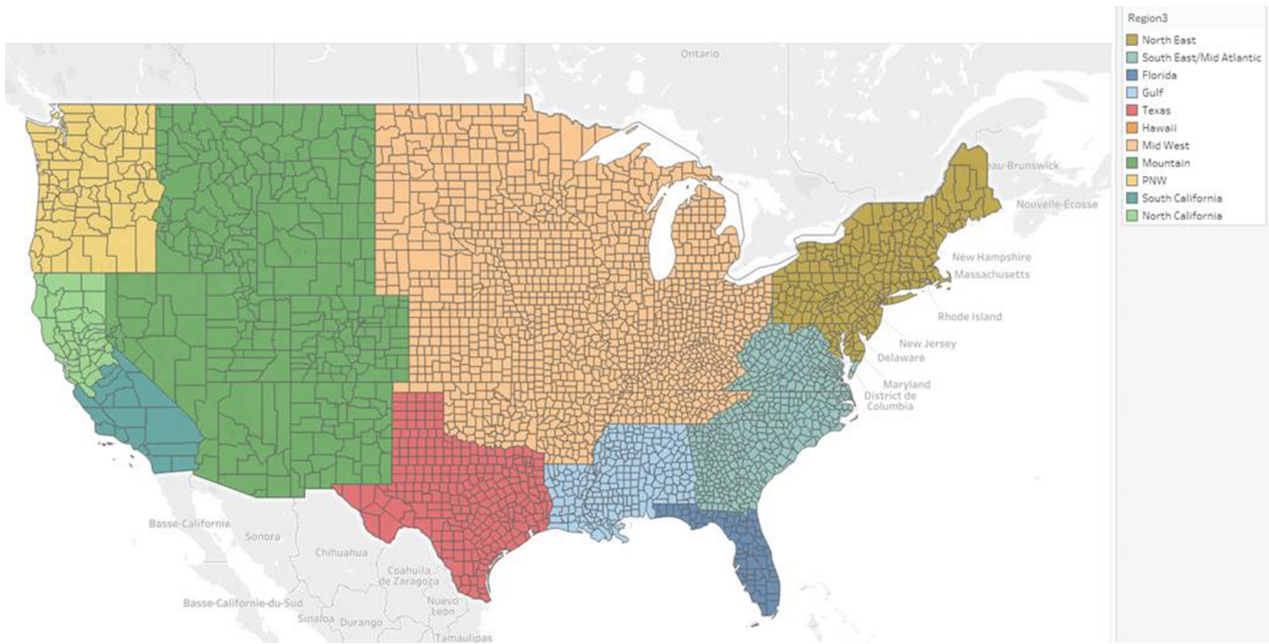 Region3
North East
South East/Mid Atlantic
Florida
Gulf
Texas
Hawaii
Mid West
Mountain
PNW
South California
North California
Ontario
au-Brunswick
Nouvelle-Écosse
New Hampshire
Massachusetts
Rhode Island
New Jersey
Delaware
Maryland
District de
Columbia
Basse-Californie
Sonora
Chihuahua
Coahuila
de Zaragoza
Basse-Californie-du-Sud
Nuevo
León
Sinaloa
Durango
Tamaulipas